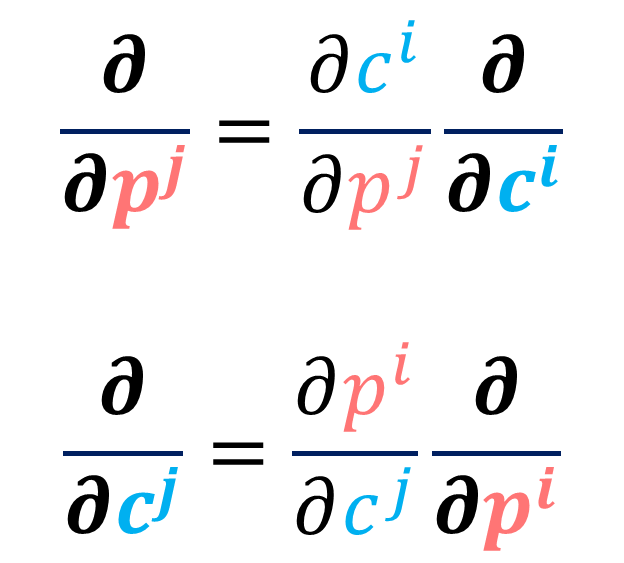 ∂/∂p^j = ∂c^i/∂p^j ∂/∂c^i
∂/∂c^j = ∂p^i/∂c^j ∂/∂p^i